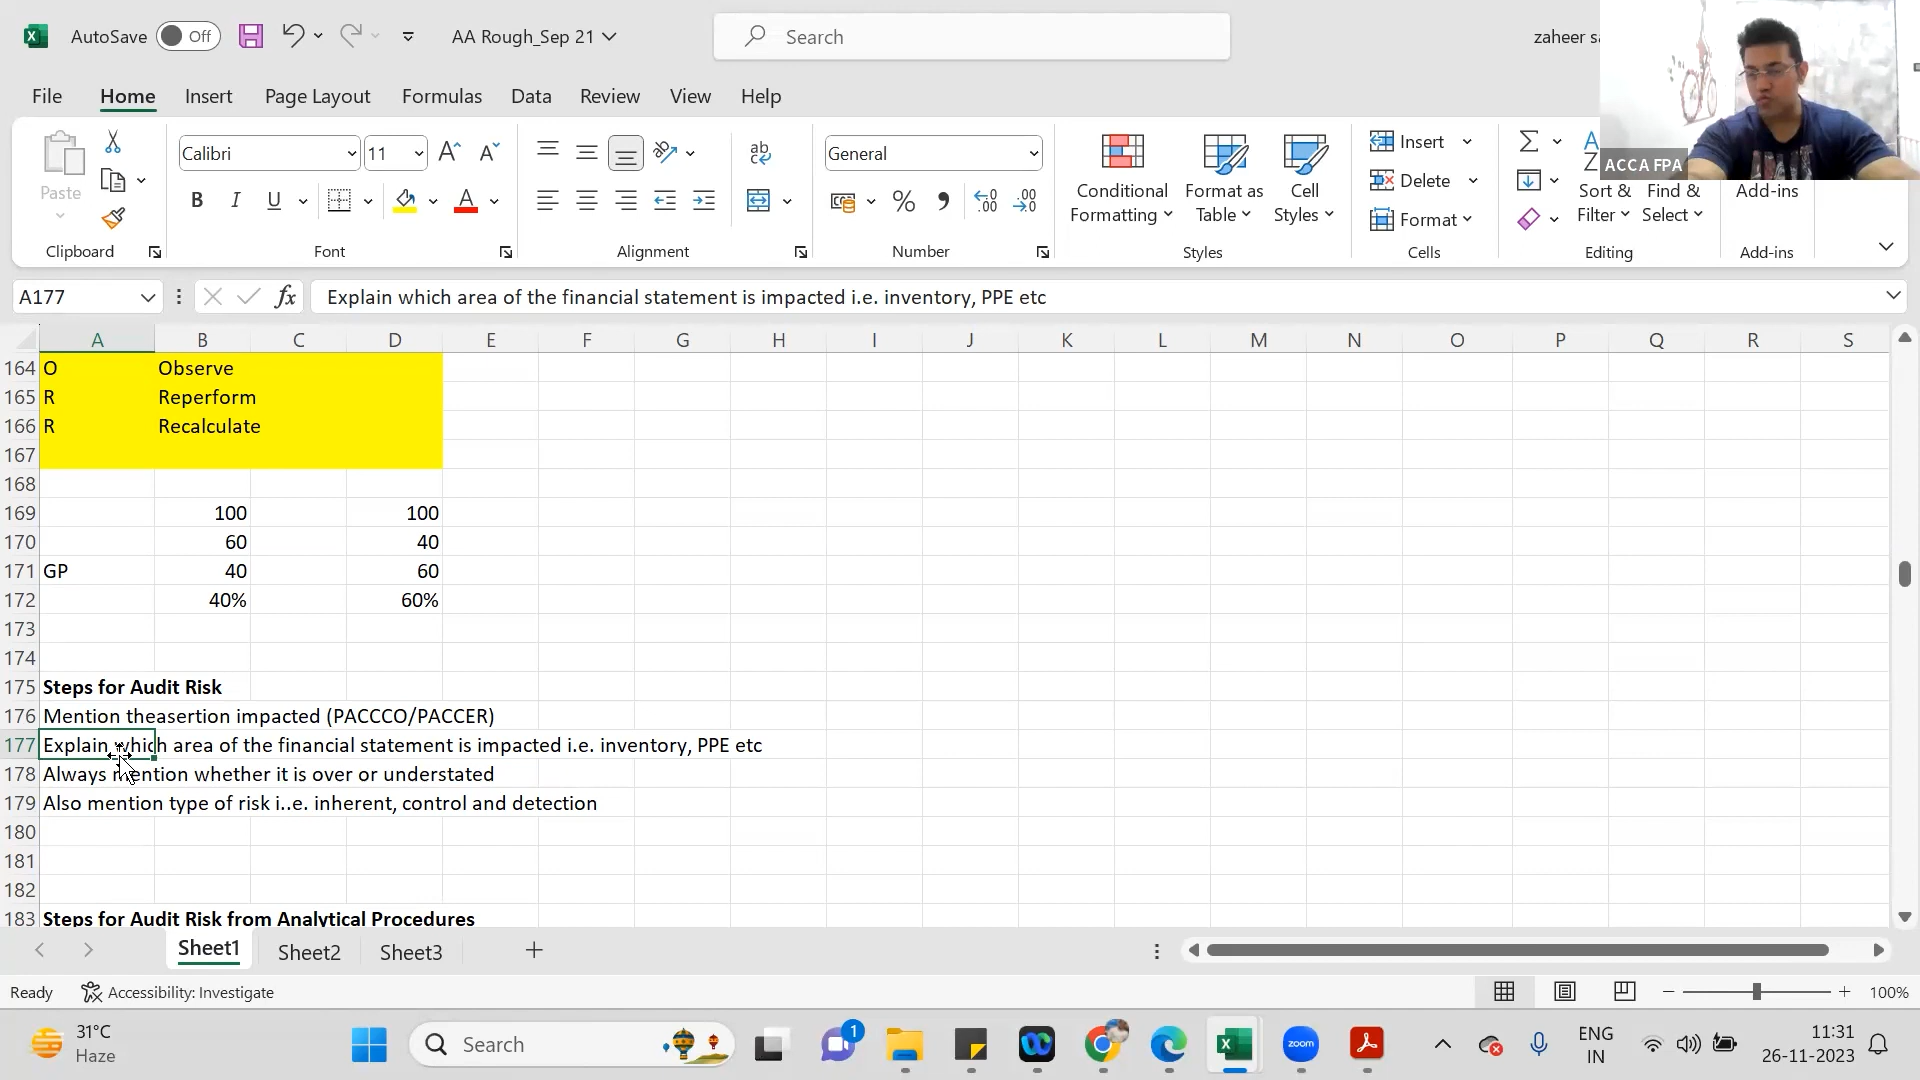 AutoSave Off AA Rough_Sep 21 Search zaheer sa
File Home Insert Page Layout Formulas Data Review View Help
Paste Calibri 11 General
B I U
Conditional Formatting
Format as Table
Cell Styles
Insert
Delete
Format
Sort & Filter
Find & Select
Add-ins
ACCA FPA
Clipboard Font Alignment Number Styles Cells Editing Add-ins
A177 fx Explain which area of the financial statement is impacted i.e. inventory, PPE etc
A B C D E F G H I J K L M N O P Q R S
164 O Observe
165 R Reperform
166 R Recalculate
167
168
169 100 100
170 60 40
171 GP 40 60
172 40% 60%
173
174
175 Steps for Audit Risk
176 Mention theasertion impacted (PACCCO/PACCER)
177 Explain which area of the financial statement is impacted i.e. inventory, PPE etc
178 Always mention whether it is over or understated
179 Also mention type of risk i..e. inherent, control and detection
180
181
182
183 Steps for Audit Risk from Analytical Procedures
Sheet1 Sheet2 Sheet3
Ready Accessibility: Investigate 100%
31°C
Haze
Search
1
zoom
ENG
IN
11:31
26-11-2023